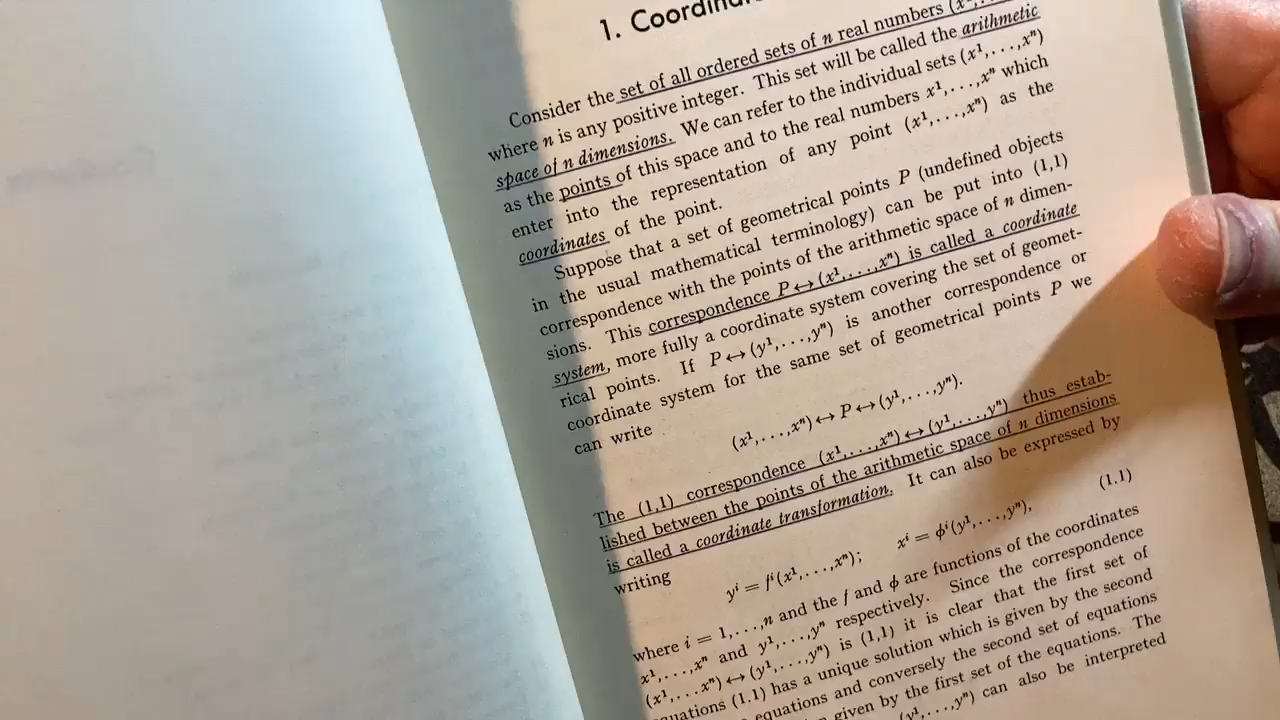 1.
Consider the set of all ordered sets of n real numbers
where n is any positive integer. This set will be called the arithmetic
space of n dimensions. We can refer to the individual sets (x¹,...,xⁿ)
as the points of this space and to the real numbers x¹,...,xⁿ which
enter into the representation of any point (x¹,...,xⁿ) as the
coordinates of the point.
Suppose that a set of geometrical points P (undefined objects
in the usual mathematical terminology) can be put into (1,1)
correspondence with the points of the arithmetic space of n dimen-
sions. This correspondence P↔(x¹,...,xⁿ) is called a coordinate
system, more fully a coordinate system covering the set of geomet-
rical points. If P↔(y¹,...,yⁿ) is another correspondence or
coordinate system for the same set of geometrical points P we
can write
(x¹,...,xⁿ)↔P↔(y¹,...,yⁿ).
The (1,1) correspondence (x¹,...,xⁿ)↔(y¹,...,yⁿ) thus estab-
lished between the points of the arithmetic space of n dimensions
is called a coordinate transformation. It can also be expressed by
writing
yⁱ = fⁱ(x¹,...,xⁿ); xⁱ = ϕⁱ(y¹,...,yⁿ), (1.1)
where i = 1,...,n and the f and ϕ are functions of the coordinates
x¹,...,xⁿ and y¹,...,yⁿ respectively. Since the correspondence
(x¹,...xⁿ)↔(y¹,...,yⁿ) is (1,1) it is clear that the first set of
equations (1.1) has a unique solution which is given by the second
equations and conversely the second set of equations
given by the first set of the equations. The
(y¹,...,yⁿ) can also be interpreted